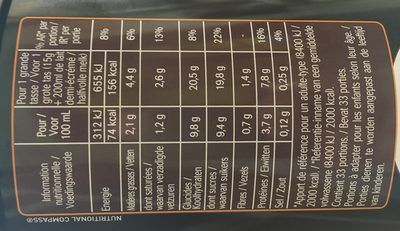 Information
nutritionnelle /
Voedingswaarde
Pour /
Voor
100 mL
Pour 1 grande
tasse / Voor 1
grote tas (15g
+ 200ml de lait
demi-écrémé /
halfvolle melk)
% AR* par
portion /
IR* per
portie
Energie
312 kJ
74 kcal
655 kJ
156 kcal
8%
Matières grasses / Vetten
2,1 g
4,4 g
6%
dont saturées /
waarvan verzadigde
vetzuren
1,2 g
2,6 g
13%
Glucides /
Koolhydraten
9,8 g
20,5 g
8%
dont sucres /
waarvan suikers
9,4 g
19,8 g
22%
Fibres / Vezels
0,7 g
1,4 g
-
Protéines / Eiwitten
3,7 g
7,8 g
16%
Sel / Zout
0,12 g
0,25 g
4%
*Apport de référence pour un adulte-type (8400 kJ /
2000 kcal). / *Referentie-inname van een gemiddelde
volwassene (8400 kJ / 2000 kcal).
Contient 33 portions. / Bevat 33 porties.
Portions à adapter pour les enfants selon leur âge. /
Porties dienen te worden aangepast aan de leeftijd
van kinderen.
NUTRITIONAL COMPASS®